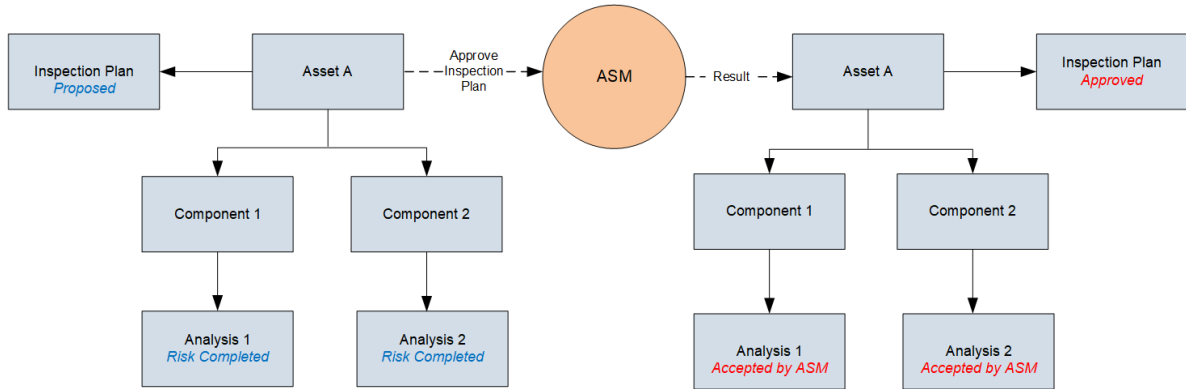 Inspection Plan
Proposed
Asset A
Approve
Inspection
Plan
ASM
Result
Asset A
Inspection Plan
Approved
Component 1
Component 2
Component 1
Component 2
Analysis 1
Risk Completed
Analysis 2
Risk Completed
Analysis 1
Accepted by ASM
Analysis 2
Accepted by ASM